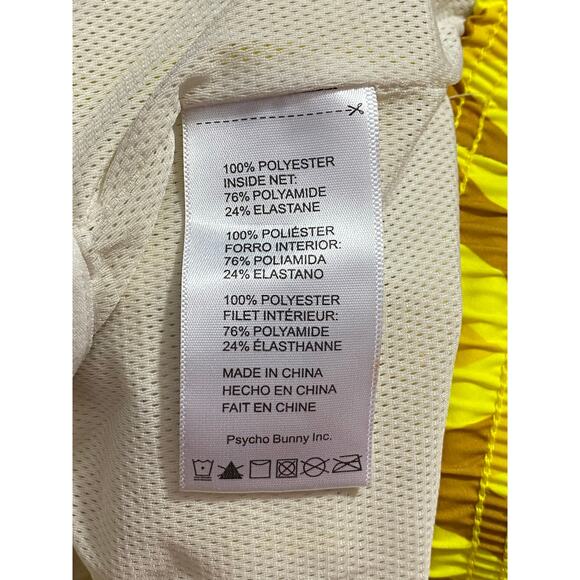 100% POLYESTER
INSIDE NET:
76% POLYAMIDE
24% ELASTANE
100% POLIÉSTER
FORRO INTERIOR:
76% POLIAMIDA
24% ELASTANO
100% POLYESTER
FILET INTÉRIEUR:
76% POLYAMIDE
24% ÉLASTHANNE
MADE IN CHINA
HECHO EN CHINA
FAIT EN CHINE
Psycho Bunny Inc.